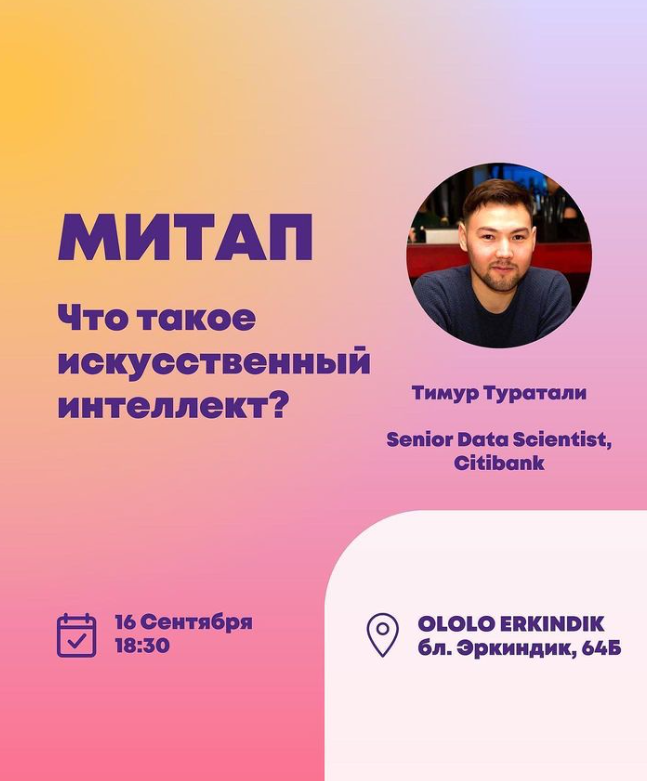 МИТАП
Что такое
искусственный
интеллект?
Тимур Туратали
Senior Data Scientist,
Citibank
16 Сентября
18:30
OLOLO ERKINDIK
бл. Эркиндик, 64Б